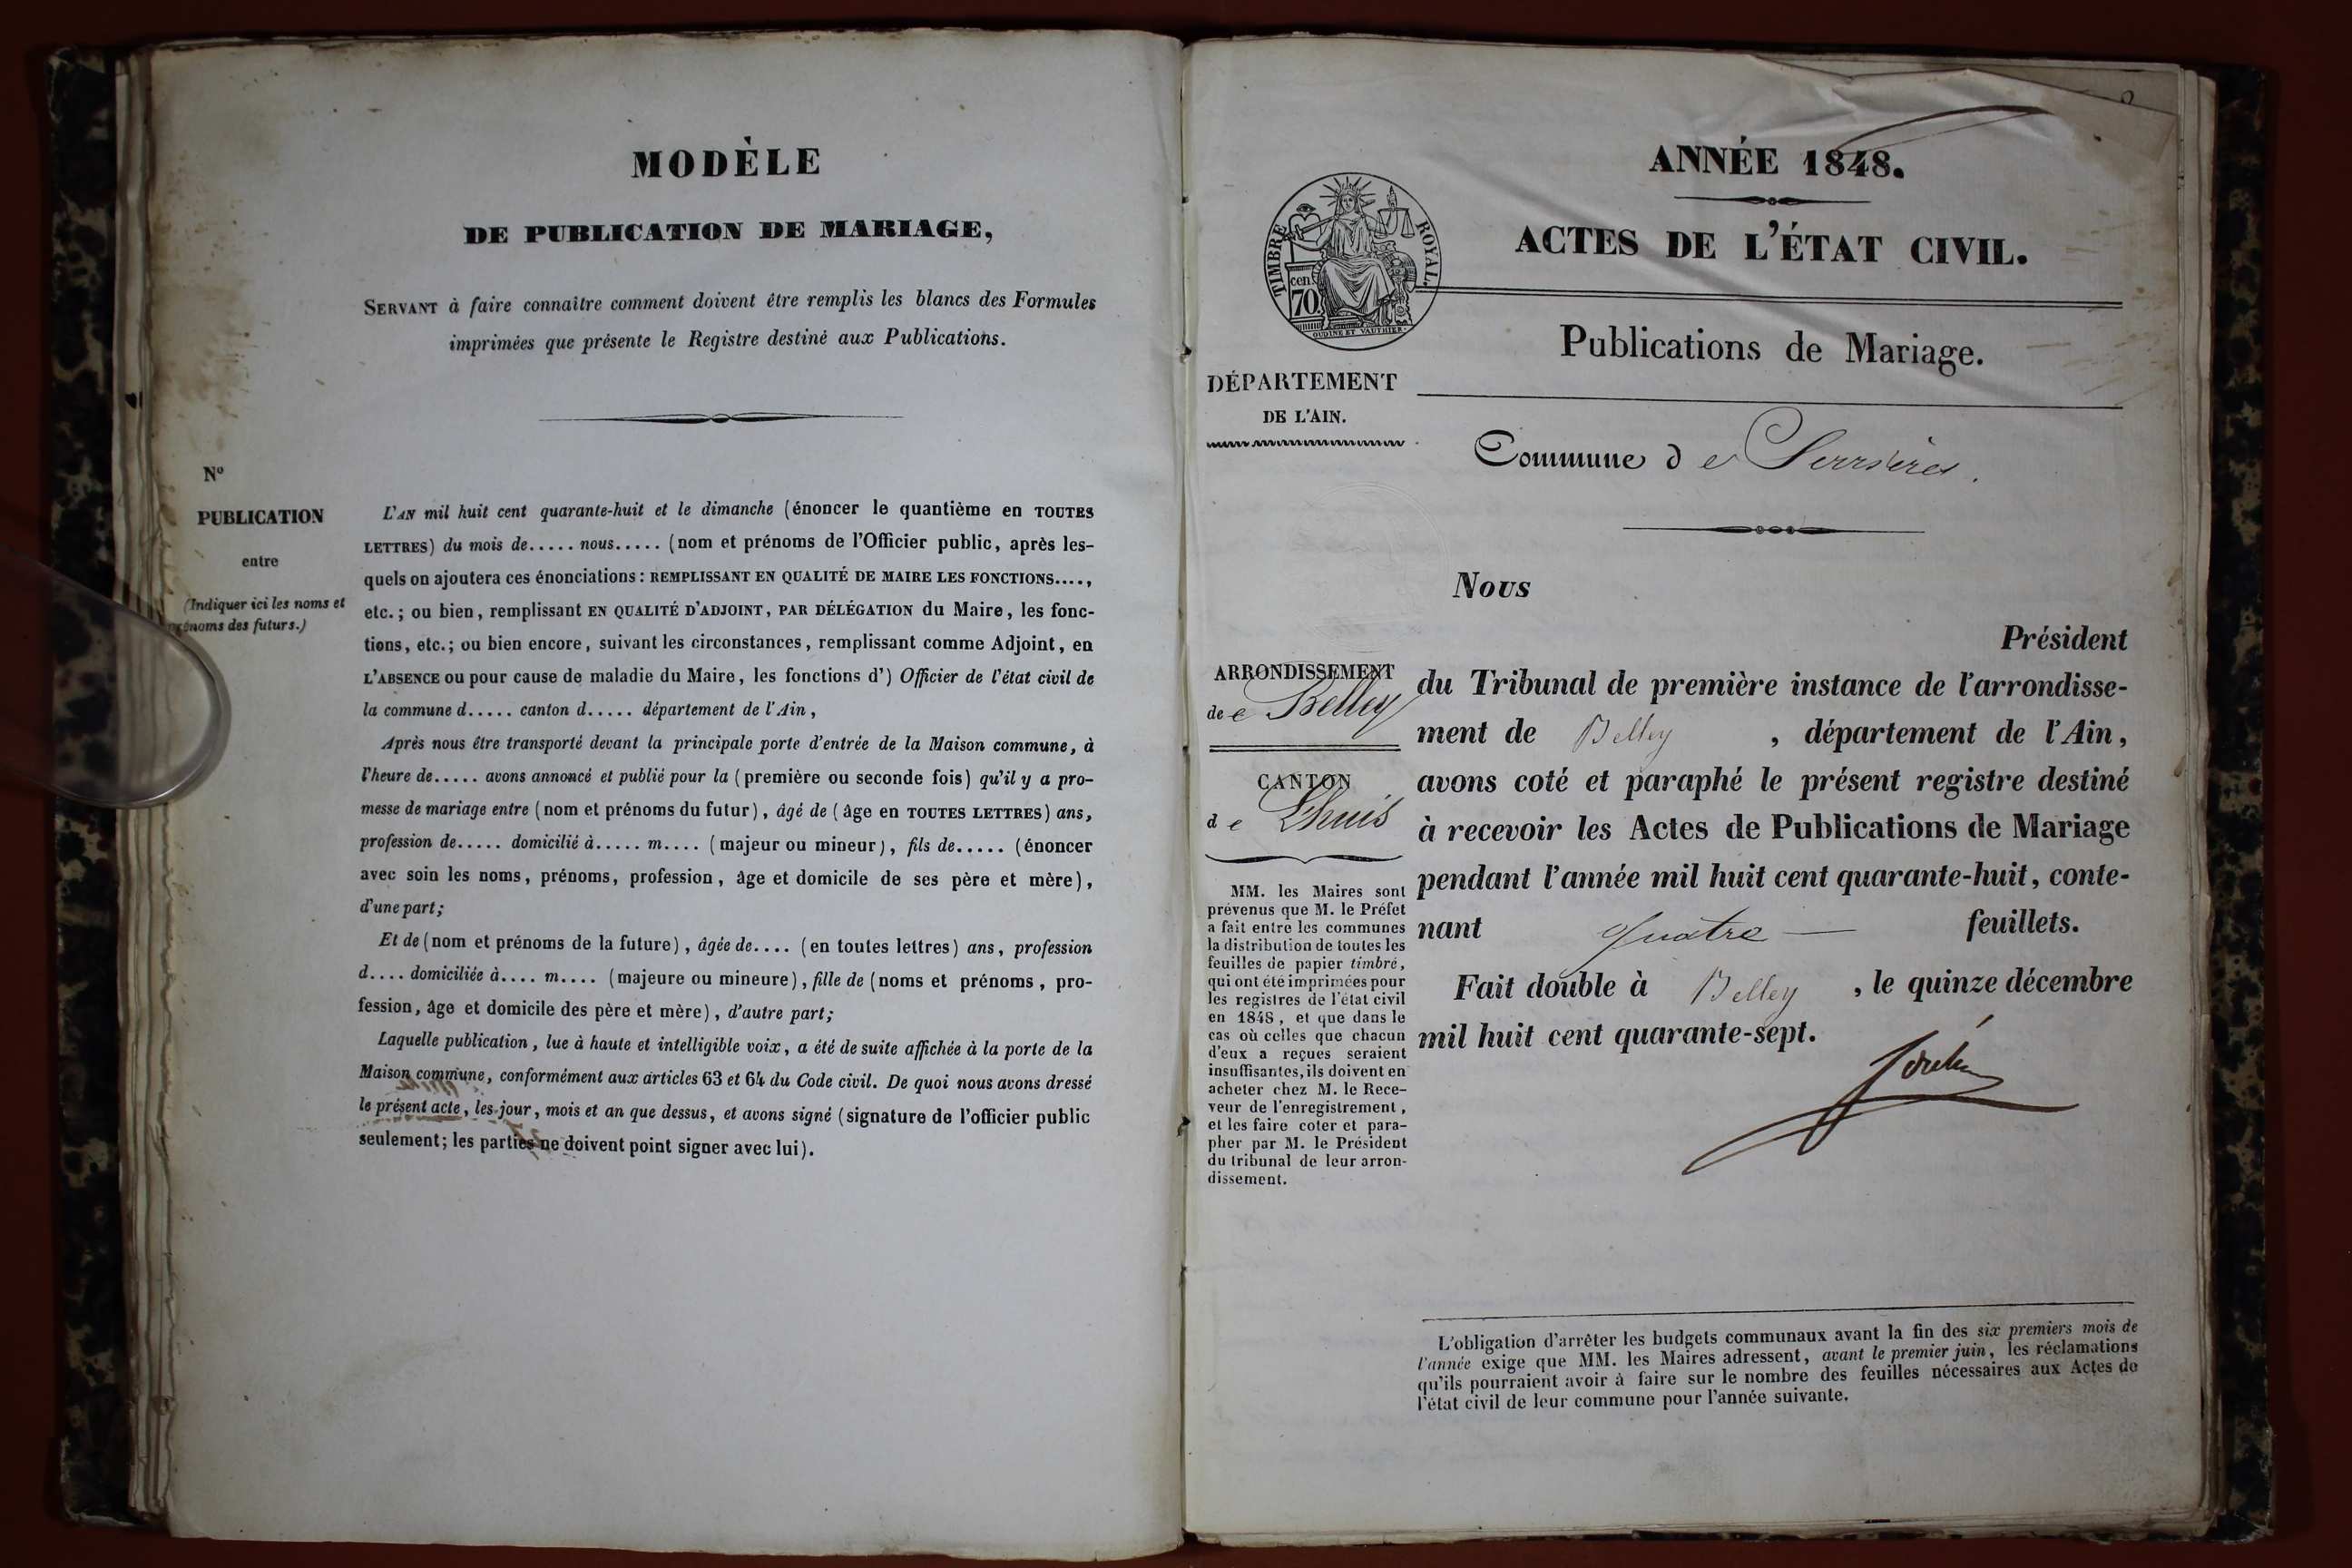 MODÈLE
DE PUBLICATION DE MARIAGE,
SERVANT à faire connaître comment doivent être remplis les blancs des Formules
imprimées que présente le Registre destiné aux Publications.
N°
PUBLICATION
entre
(Indiquer ici les noms et
prénoms des futurs.)
L'AN mil huit cent quarante-huit et le dimanche (énoncer le quantième en TOUTES
LETTRES) du mois de..... nous..... (nom et prénoms de l'Officier public, après les-
quels on ajoutera ces énonciations : REMPLISSANT EN QUALITÉ DE MAIRE LES FONCTIONS....,
etc. ; ou bien, remplissant EN QUALITÉ D'ADJOINT, PAR DÉLÉGATION du Maire, les fonc-
tions, etc.; ou bien encore, suivant les circonstances, remplissant comme Adjoint, en
L'ABSENCE ou pour cause de maladie du Maire, les fonctions d') Officier de l'état civil de
la commune d..... canton d..... département de l'Ain,
Après nous être transporté devant la principale porte d'entrée de la Maison commune, à
l'heure de..... avons annoncé et publié pour la (première ou seconde fois) qu'il y a pro-
messe de mariage entre (nom et prénoms du futur), âgé de (âge en TOUTES LETTRES) ans,
profession de..... domicilié à..... m.... (majeur ou mineur), fils de..... (énoncer
avec soin les noms, prénoms, profession, âge et domicile de ses père et mère),
d'une part;
Et de (nom et prénoms de la future), âgée de.... (en toutes lettres) ans, profession
d.... domiciliée à.... m.... (majeure ou mineure), fille de (noms et prénoms, pro-
fession, âge et domicile des père et mère), d'autre part;
Laquelle publication, lue à haute et intelligible voix, a été de suite affichée à la porte de la
Maison commune, conformément aux articles 63 et 64 du Code civil. De quoi nous avons dressé
le présent acte, les jour, mois et an que dessus, et avons signé (signature de l'officier public
seulement; les parties ne doivent point signer avec lui).
ANNÉE 1848.
ACTES DE L'ÉTAT CIVIL.
TIMBRE ROYAL.
cent.
70.
OUDINE ET VAUTHIER
Publications de Mariage.
DÉPARTEMENT
DE L'AIN.
Commune de Serrières.
ARRONDISSEMENT
de Belley
CANTON
de Lhuis
MM. les Maires sont
prévenus que M. le Préfet
a fait entre les communes
la distribution de toutes les
feuilles de papier timbré,
qui ont été imprimées pour
les registres de l'état civil
en 1848, et que dans le
cas où celles que chacun
d'eux a reçues seraient
insuffisantes, ils doivent en
acheter chez M. le Rece-
veur de l'enregistrement,
et les faire coter et para-
pher par M. le Président
du tribunal de leur arron-
dissement.
Nous
Président
du Tribunal de première instance de l'arrondisse-
ment de Belley , département de l'Ain,
avons coté et paraphé le présent registre destiné
à recevoir les Actes de Publications de Mariage
pendant l'année mil huit cent quarante-huit, conte-
nant quatre — feuillets.
Fait double à Belley , le quinze décembre
mil huit cent quarante-sept.
L'obligation d'arrêter les budgets communaux avant la fin des six premiers mois de
l'année exige que MM. les Maires adressent, avant le premier juin, les réclamations
qu'ils pourraient avoir à faire sur le nombre des feuilles nécessaires aux Actes de
l'état civil de leur commune pour l'année suivante.